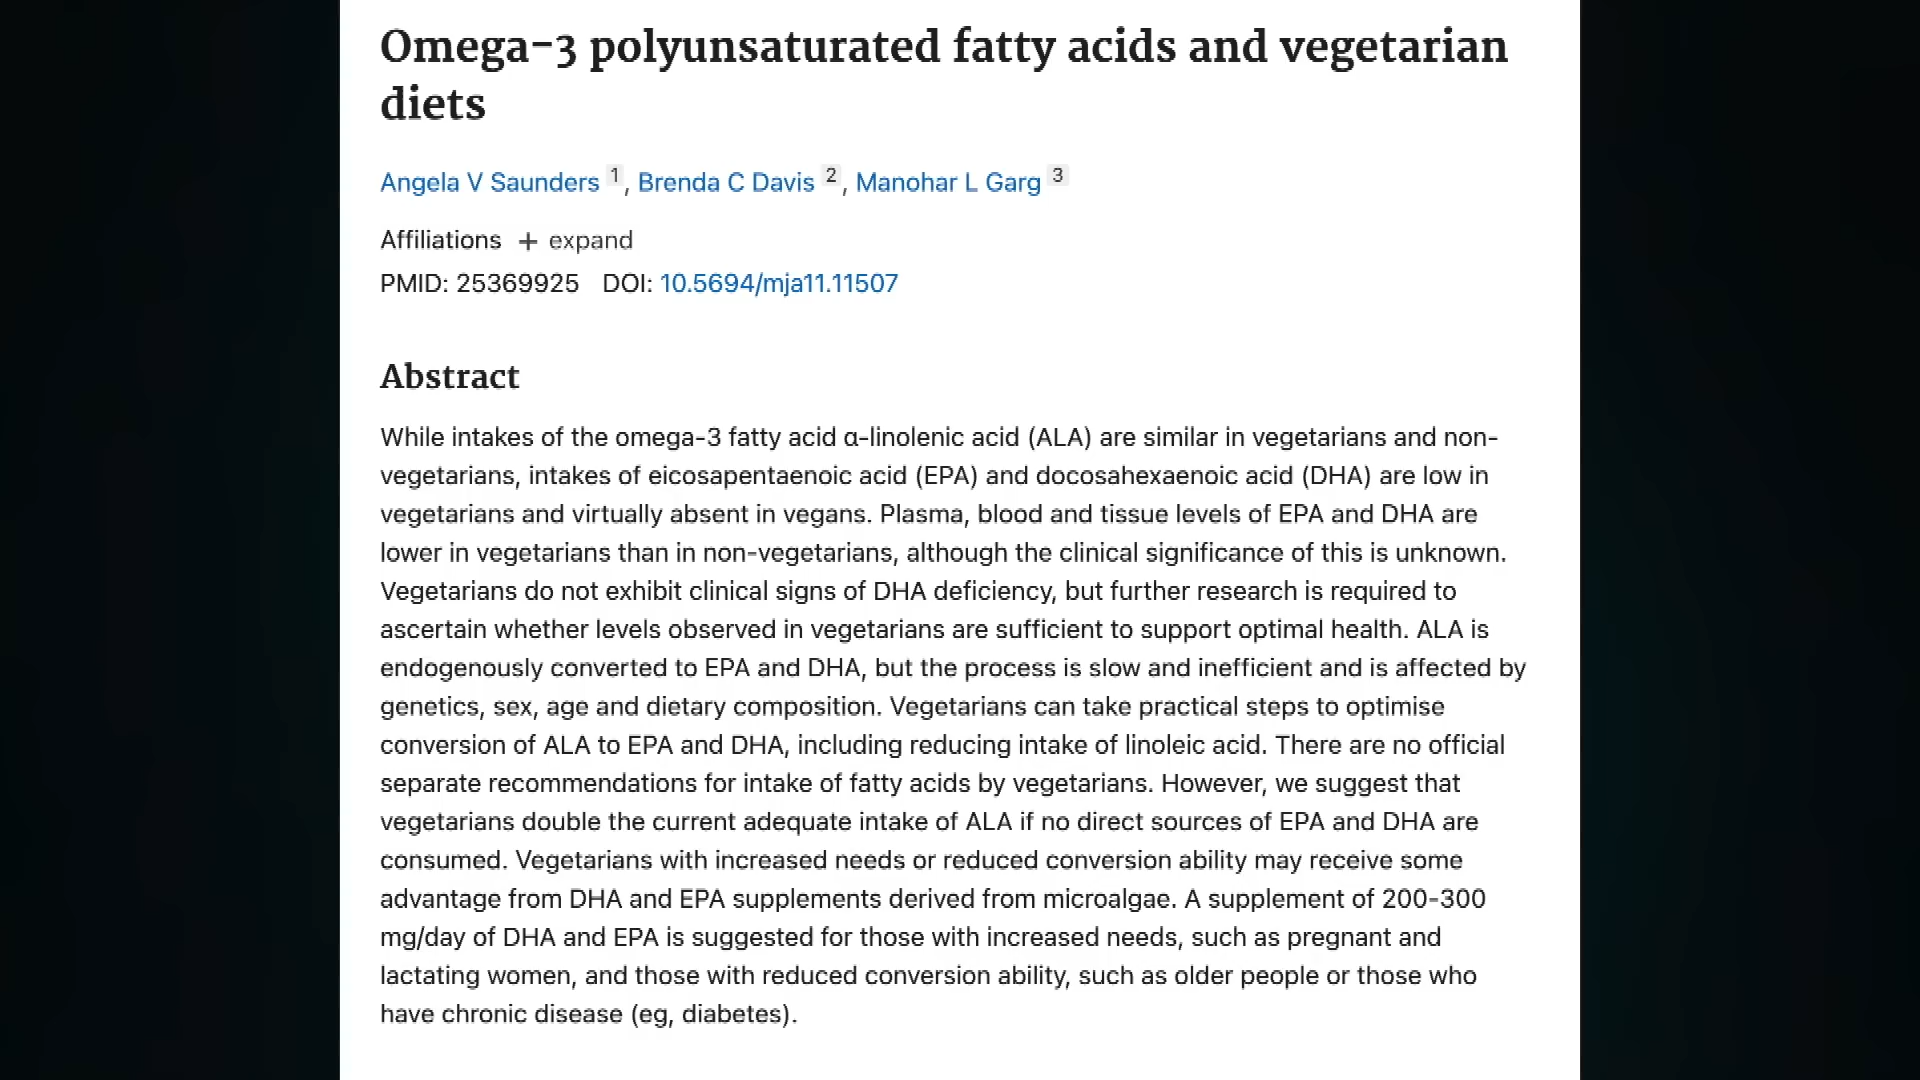 Omega-3 polyunsaturated fatty acids and vegetarian
diets
Angela V Saunders 1, Brenda C Davis 2, Manohar L Garg 3
Affiliations + expand
PMID: 25369925 DOI: 10.5694/mja11.11507
Abstract
While intakes of the omega-3 fatty acid α-linolenic acid (ALA) are similar in vegetarians and non-
vegetarians, intakes of eicosapentaenoic acid (EPA) and docosahexaenoic acid (DHA) are low in
vegetarians and virtually absent in vegans. Plasma, blood and tissue levels of EPA and DHA are
lower in vegetarians than in non-vegetarians, although the clinical significance of this is unknown.
Vegetarians do not exhibit clinical signs of DHA deficiency, but further research is required to
ascertain whether levels observed in vegetarians are sufficient to support optimal health. ALA is
endogenously converted to EPA and DHA, but the process is slow and inefficient and is affected by
genetics, sex, age and dietary composition. Vegetarians can take practical steps to optimise
conversion of ALA to EPA and DHA, including reducing intake of linoleic acid. There are no official
separate recommendations for intake of fatty acids by vegetarians. However, we suggest that
vegetarians double the current adequate intake of ALA if no direct sources of EPA and DHA are
consumed. Vegetarians with increased needs or reduced conversion ability may receive some
advantage from DHA and EPA supplements derived from microalgae. A supplement of 200-300
mg/day of DHA and EPA is suggested for those with increased needs, such as pregnant and
lactating women, and those with reduced conversion ability, such as older people or those who
have chronic disease (eg, diabetes).